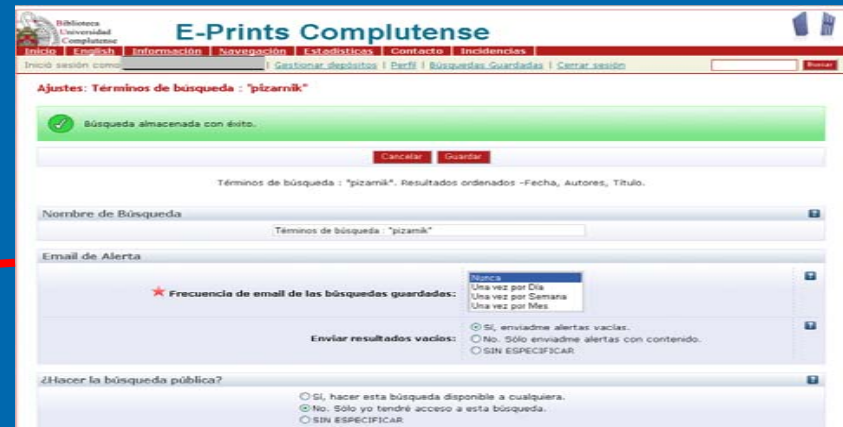 Biblioteca
Universidad
Complutense
E-Prints Complutense
Inicio | English | Información | Navegación | Estadísticas | Contacto | Incidencias |
Inició sesión como | Gestionar depósitos | Perfil | Búsquedas Guardadas | Cerrar sesión
Buscar
Ajustes: Términos de búsqueda : "pizarnik"
Búsqueda almacenada con éxito.
Cancelar Guardar
Términos de búsqueda : "pizarnik". Resultados ordenados -Fecha, Autores, Título.
Nombre de Búsqueda ?
Términos de búsqueda : "pizarnik"
Email de Alerta
Frecuencia de email de las búsquedas guardadas: ?
Nunca
Una vez por Día
Una vez por Semana
Una vez por Mes
Enviar resultados vacíos: ?
Sí, enviadme alertas vacías.
No. Sólo enviadme alertas con contenido.
SIN ESPECIFICAR
¿Hacer la búsqueda pública? ?
Sí, hacer esta búsqueda disponible a cualquiera.
No. Sólo yo tendré acceso a esta búsqueda.
SIN ESPECIFICAR